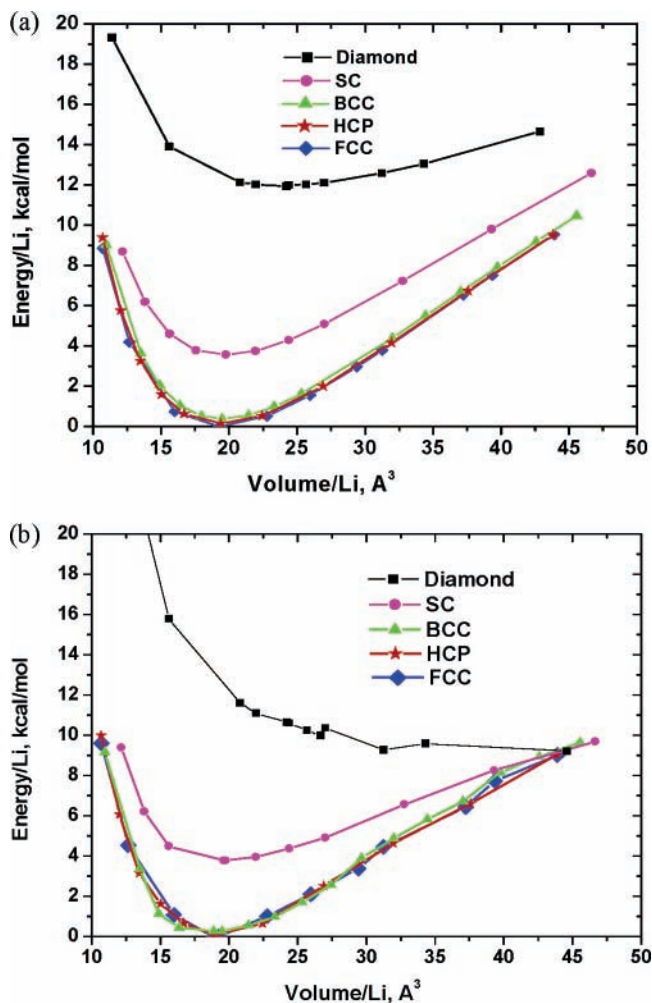 (a)
20
18
16
14
12
10
8
6
4
2
0
Energy/Li, kcal/mol
Diamond
SC
BCC
HCP
FCC
10 15 20 25 30 35 40 45 50
Volume/Li, A³
(b)
20
18
16
14
12
10
8
6
4
2
0
Energy/Li, kcal/mol
Diamond
SC
BCC
HCP
FCC
10 15 20 25 30 35 40 45 50
Volume/Li, A³